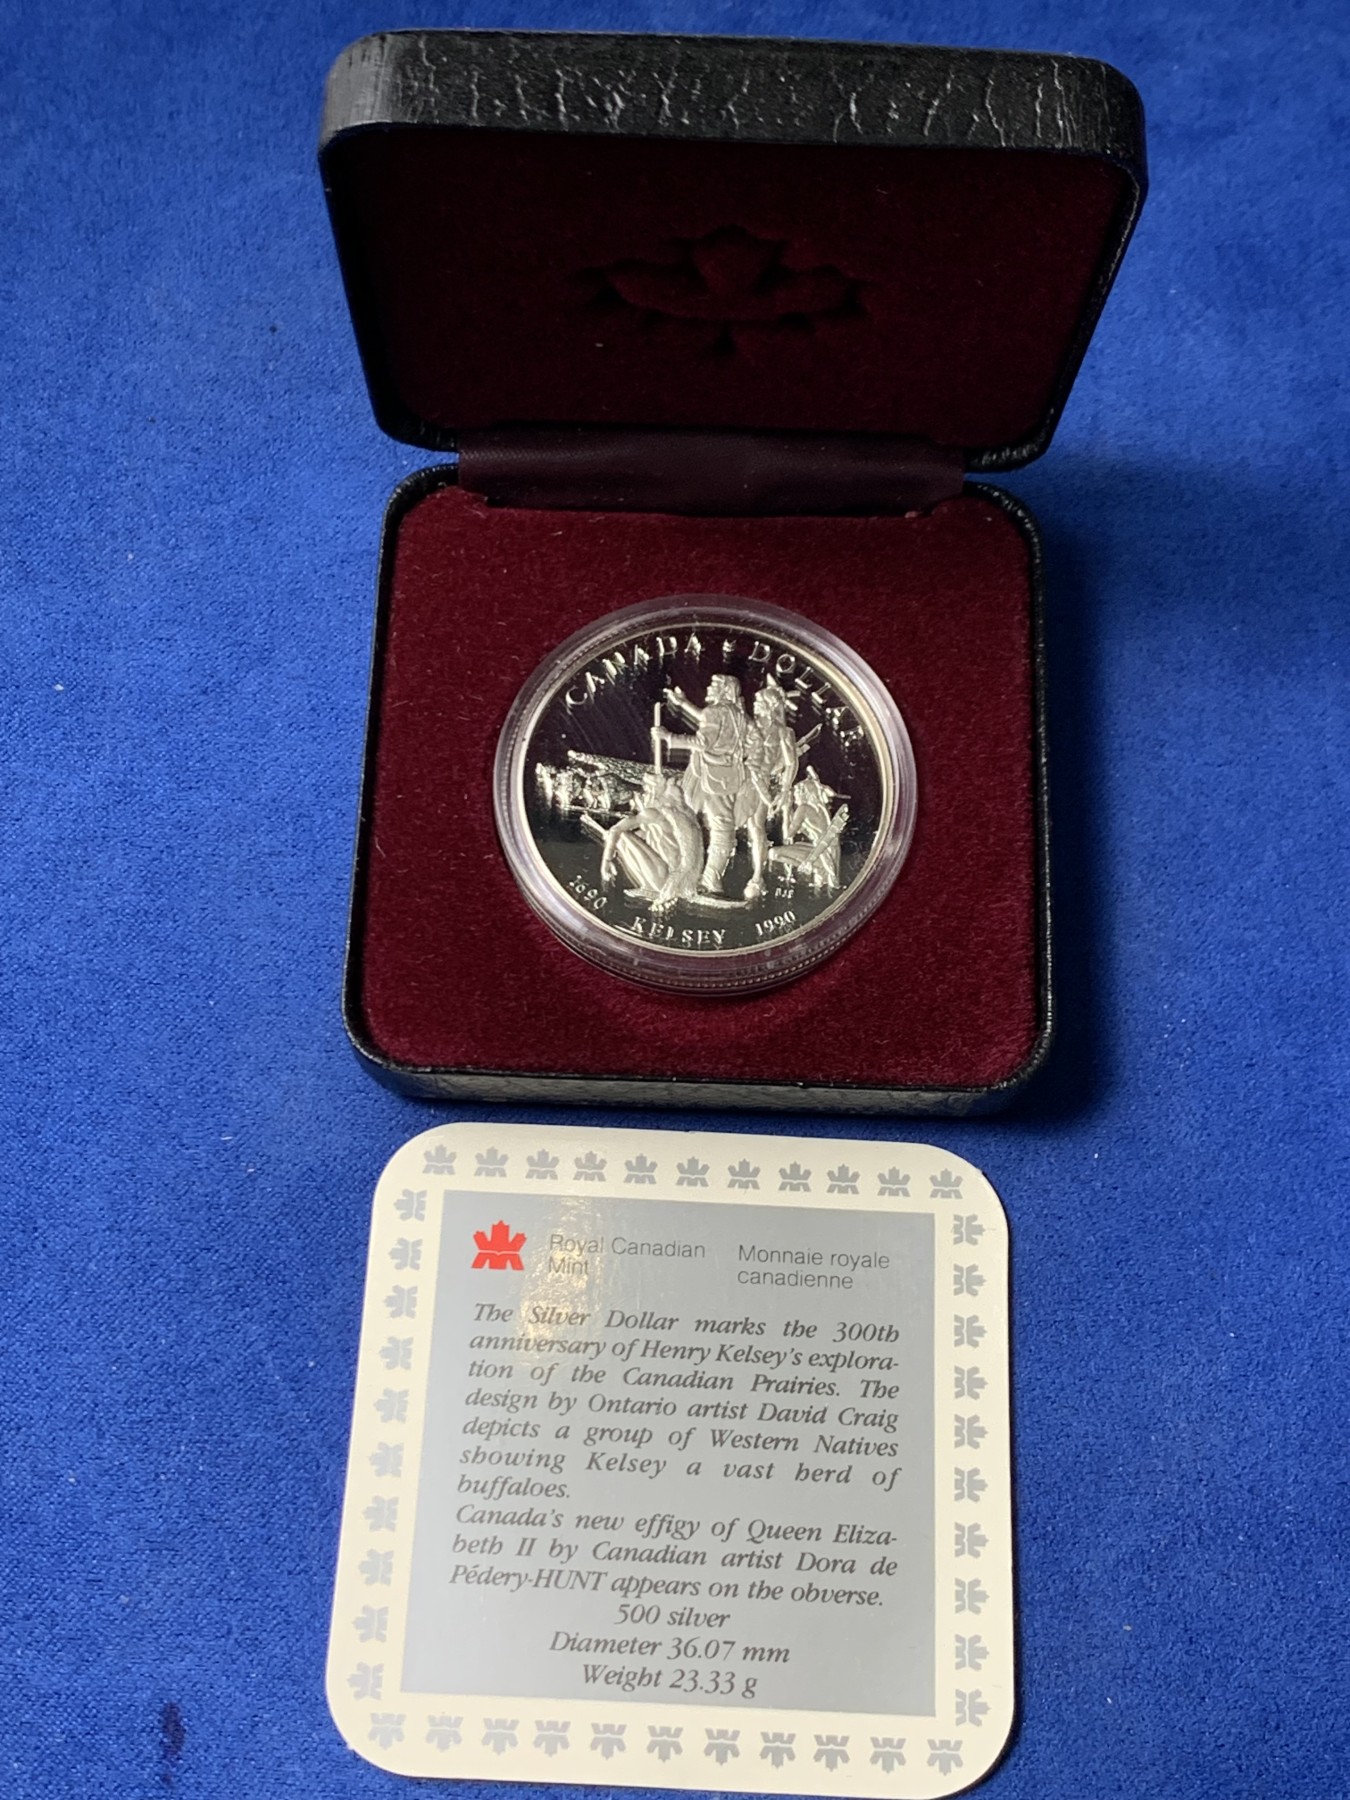 CANADA DOLLAR
1690 KELSEY 1990
Royal Canadian
Mint
Monnaie royale
canadienne
The Silver Dollar marks the 300th
anniversary of Henry Kelsey's explora-
tion of the Canadian Prairies. The
design by Ontario artist David Craig
depicts a group of Western Natives
showing Kelsey a vast herd of
buffaloes.
Canada's new effigy of Queen Eliza-
beth II by Canadian artist Dora de
Pédery-HUNT appears on the obverse.
500 silver
Diameter 36.07 mm
Weight 23.33 g